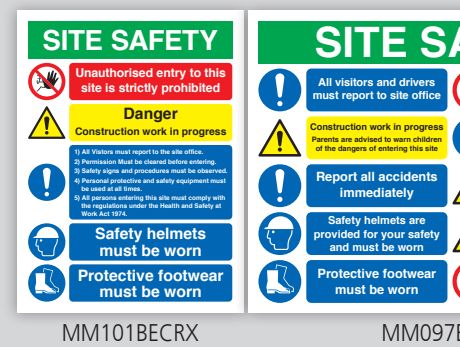 SITE SAFETY
Unauthorised entry to this
site is strictly prohibited
Danger
Construction work in progress
1) All Vistors must report to the site office.
2) Permission Must be cleared before entering.
3) Safety signs and procedures must be observed.
4) Personal protective and safety equipment must
be used at all times.
5) All persons entering this site must comply with
the regulations under the Health and Safety at
Work Act 1974.
Safety helmets
must be worn
Protective footwear
must be worn
MM101BECRX
SITE SA
All visitors and drivers
must report to site office
Construction work in progress
Parents are advised to warn children
of the dangers of entering this site
Report all accidents
immediately
Safety helmets are
provided for your safety
and must be worn
Protective footwear
must be worn
MM097B